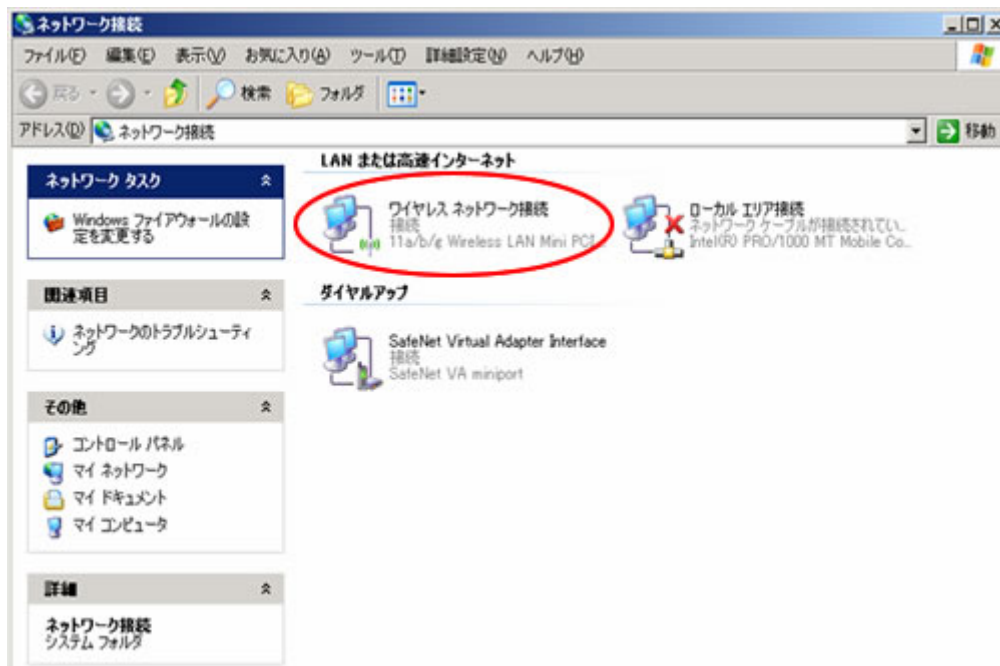 ネットワーク接続
ファイル(F) 編集(E) 表示(V) お気に入り(A) ツール(T) 詳細設定(N) ヘルプ(H)
戻る 検索 フォルダ
アドレス(D) ネットワーク接続 移動
ネットワーク タスク
Windows ファイアウォールの設
定を変更する
関連項目
ネットワークのトラブルシューティ
ング
その他
コントロール パネル
マイ ネットワーク
マイ ドキュメント
マイ コンピュータ
詳細
ネットワーク接続
システム フォルダ
LAN または高速インターネット
ワイヤレス ネットワーク接続
接続
11a/b/g Wireless LAN Mini PCI
ローカル エリア接続
ネットワーク ケーブルが接続されてい...
Intel(R) PRO/1000 MT Mobile Co...
ダイヤルアップ
SafeNet Virtual Adapter Interface
接続
SafeNet VA miniport